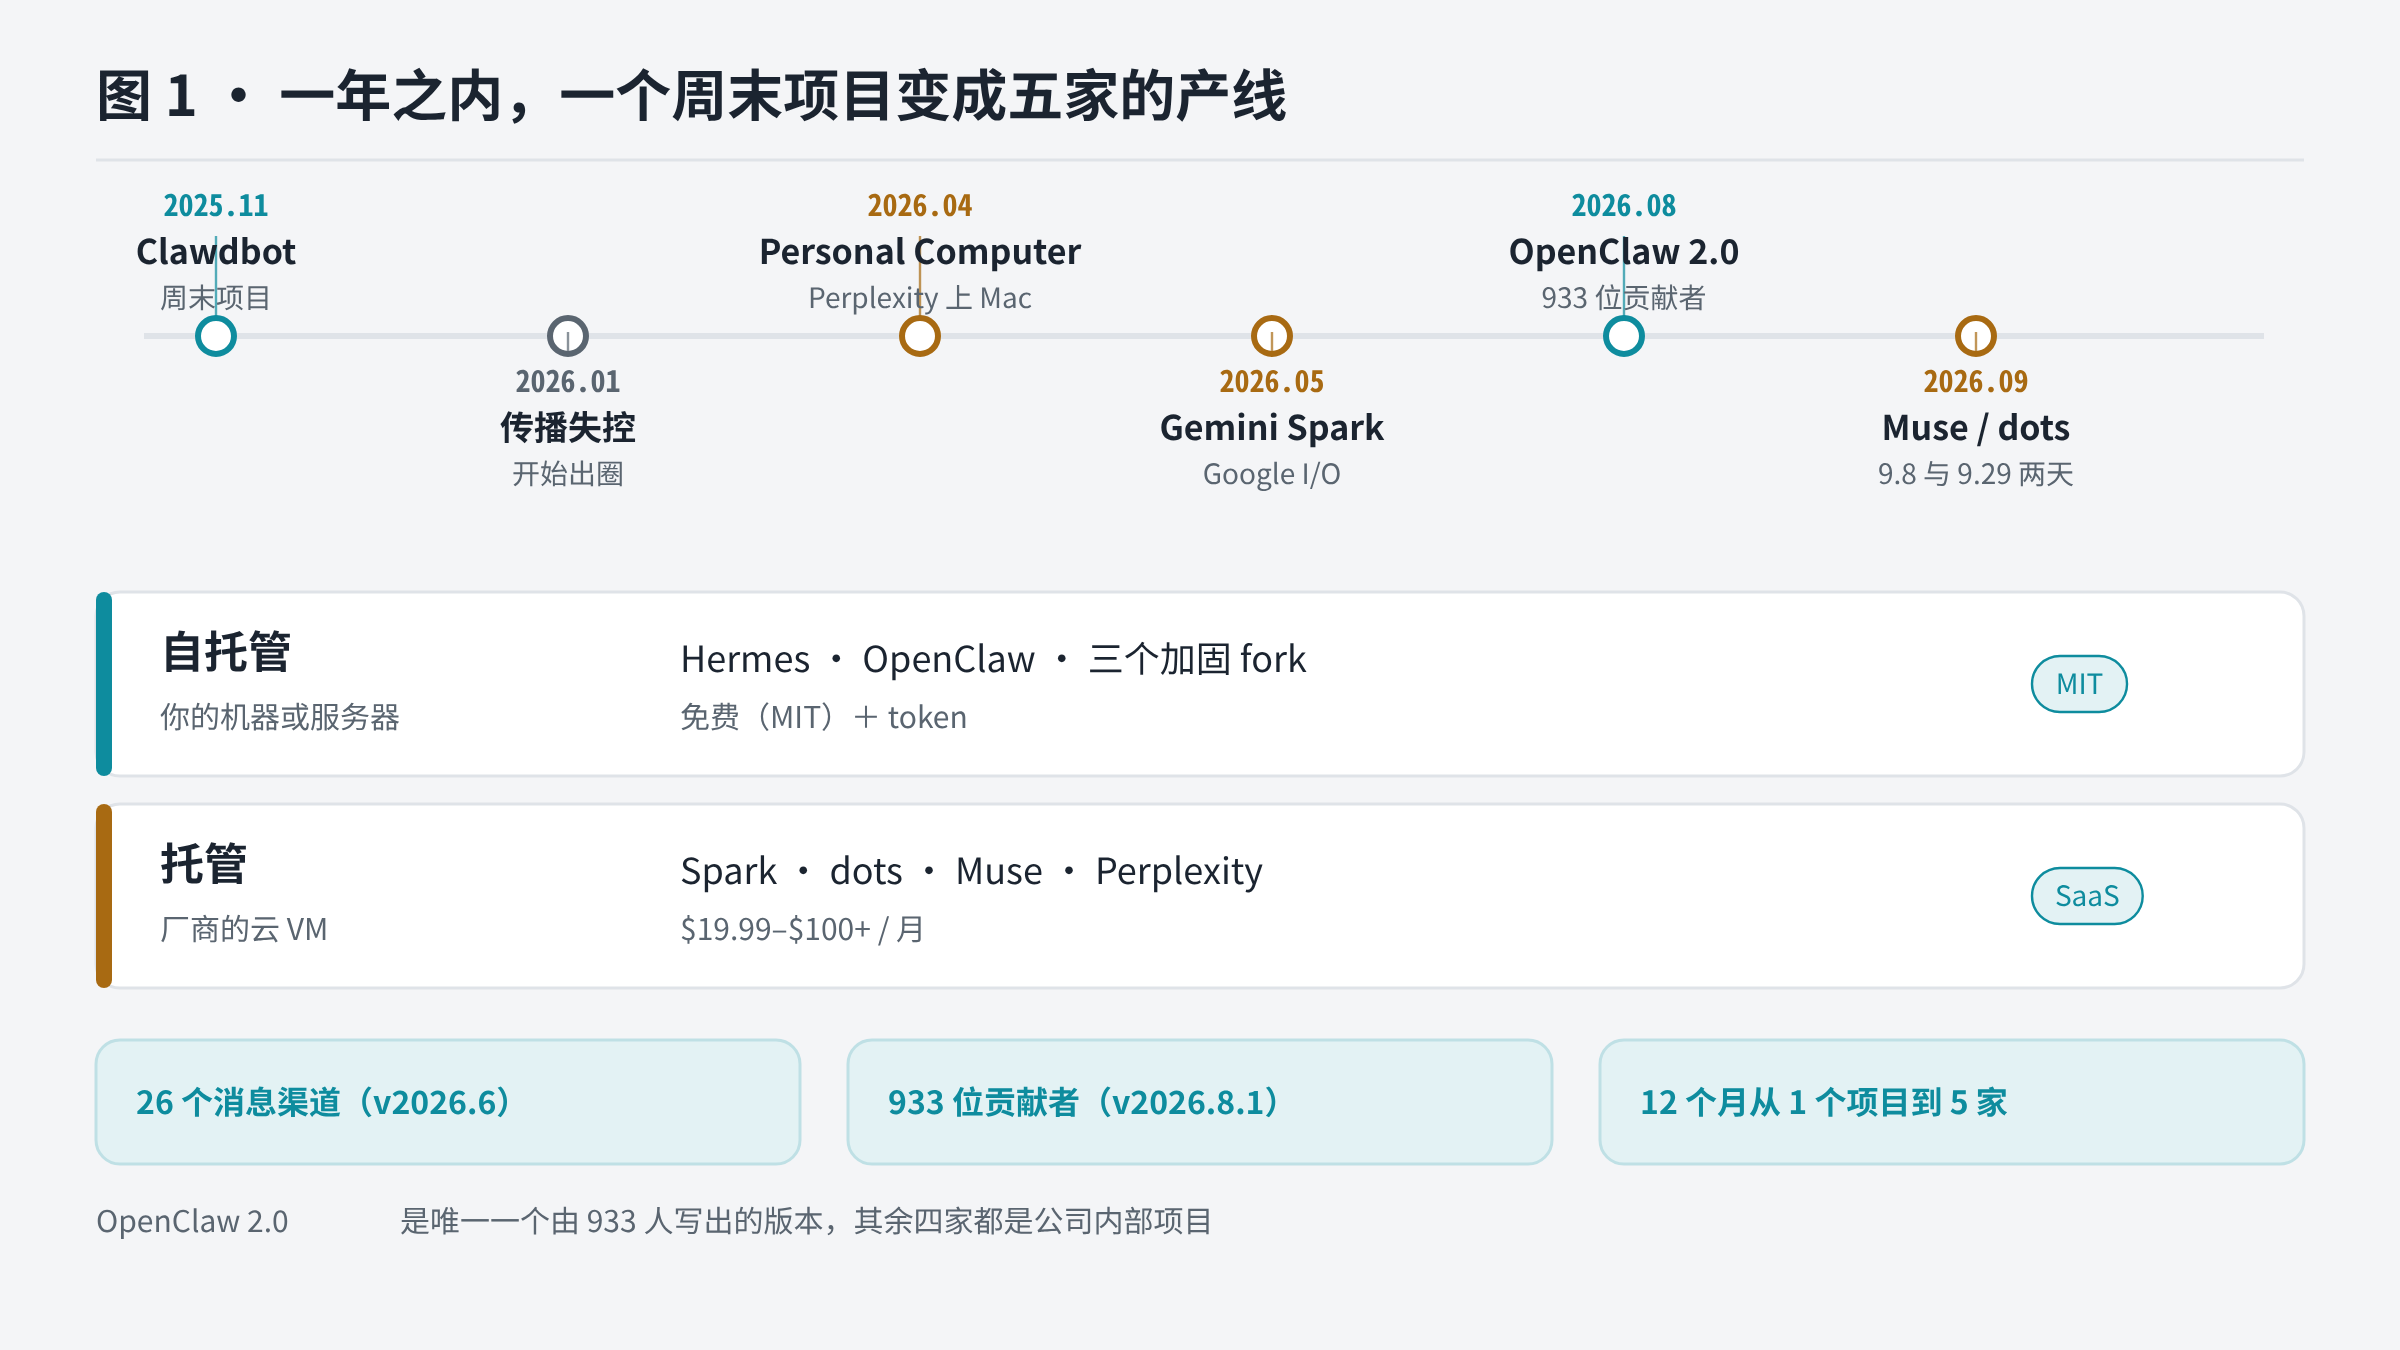 图 1 · 一年之内，一个周末项目变成五家的产线
2025.11
Clawdbot
周末项目
2026.01
传播失控
开始出圈
2026.04
Personal Computer
Perplexity 上 Mac
2026.05
Gemini Spark
Google I/O
2026.08
OpenClaw 2.0
933 位贡献者
2026.09
Muse / dots
9.8 与 9.29 两天
自托管
你的机器或服务器
Hermes · OpenClaw · 三个加固 fork
免费（MIT）＋ token
MIT
托管
厂商的云 VM
Spark · dots · Muse · Perplexity
$19.99–$100+ / 月
SaaS
26 个消息渠道（v2026.6）
933 位贡献者（v2026.8.1）
12 个月从 1 个项目到 5 家
OpenClaw 2.0 是唯一一个由 933 人写出的版本，其余四家都是公司内部项目